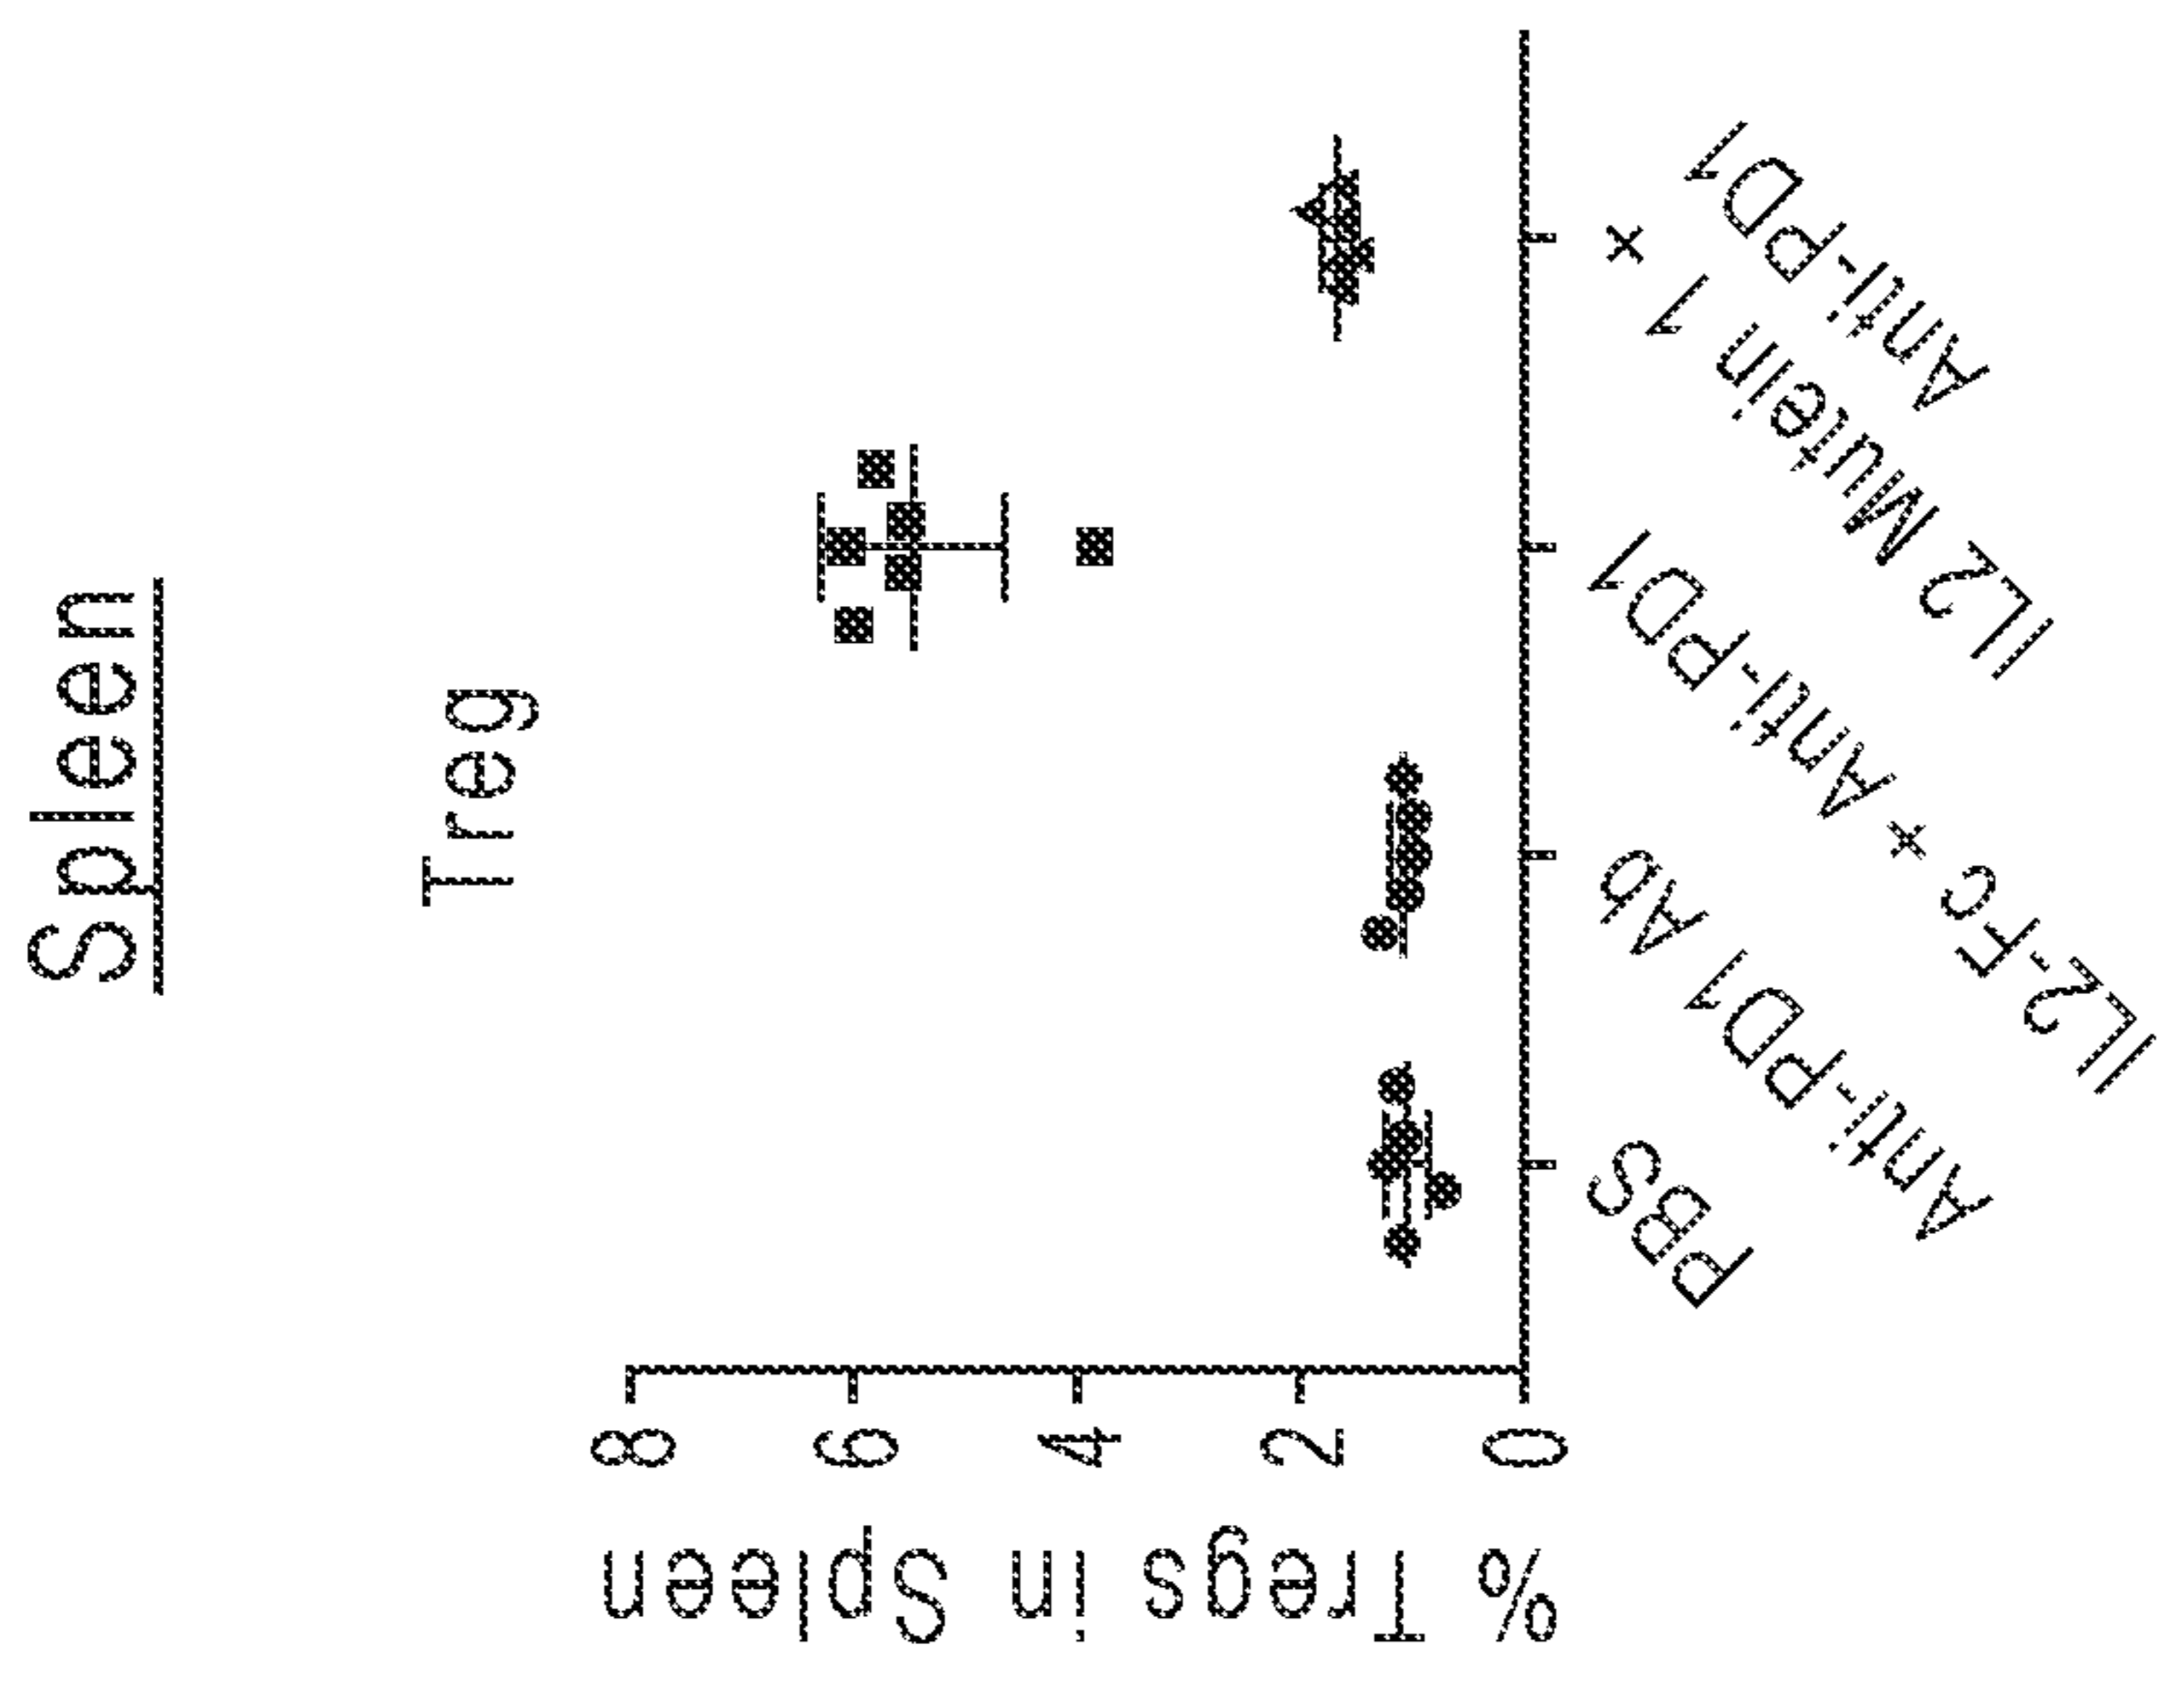 Spleen
Treg
% Tregs in Spleen
8
6
4
2
0
PBS
Anti-PD1 Ab
IL2-Fc + Anti-PD1
IL2 Mutein 1 +
Anti-PD1